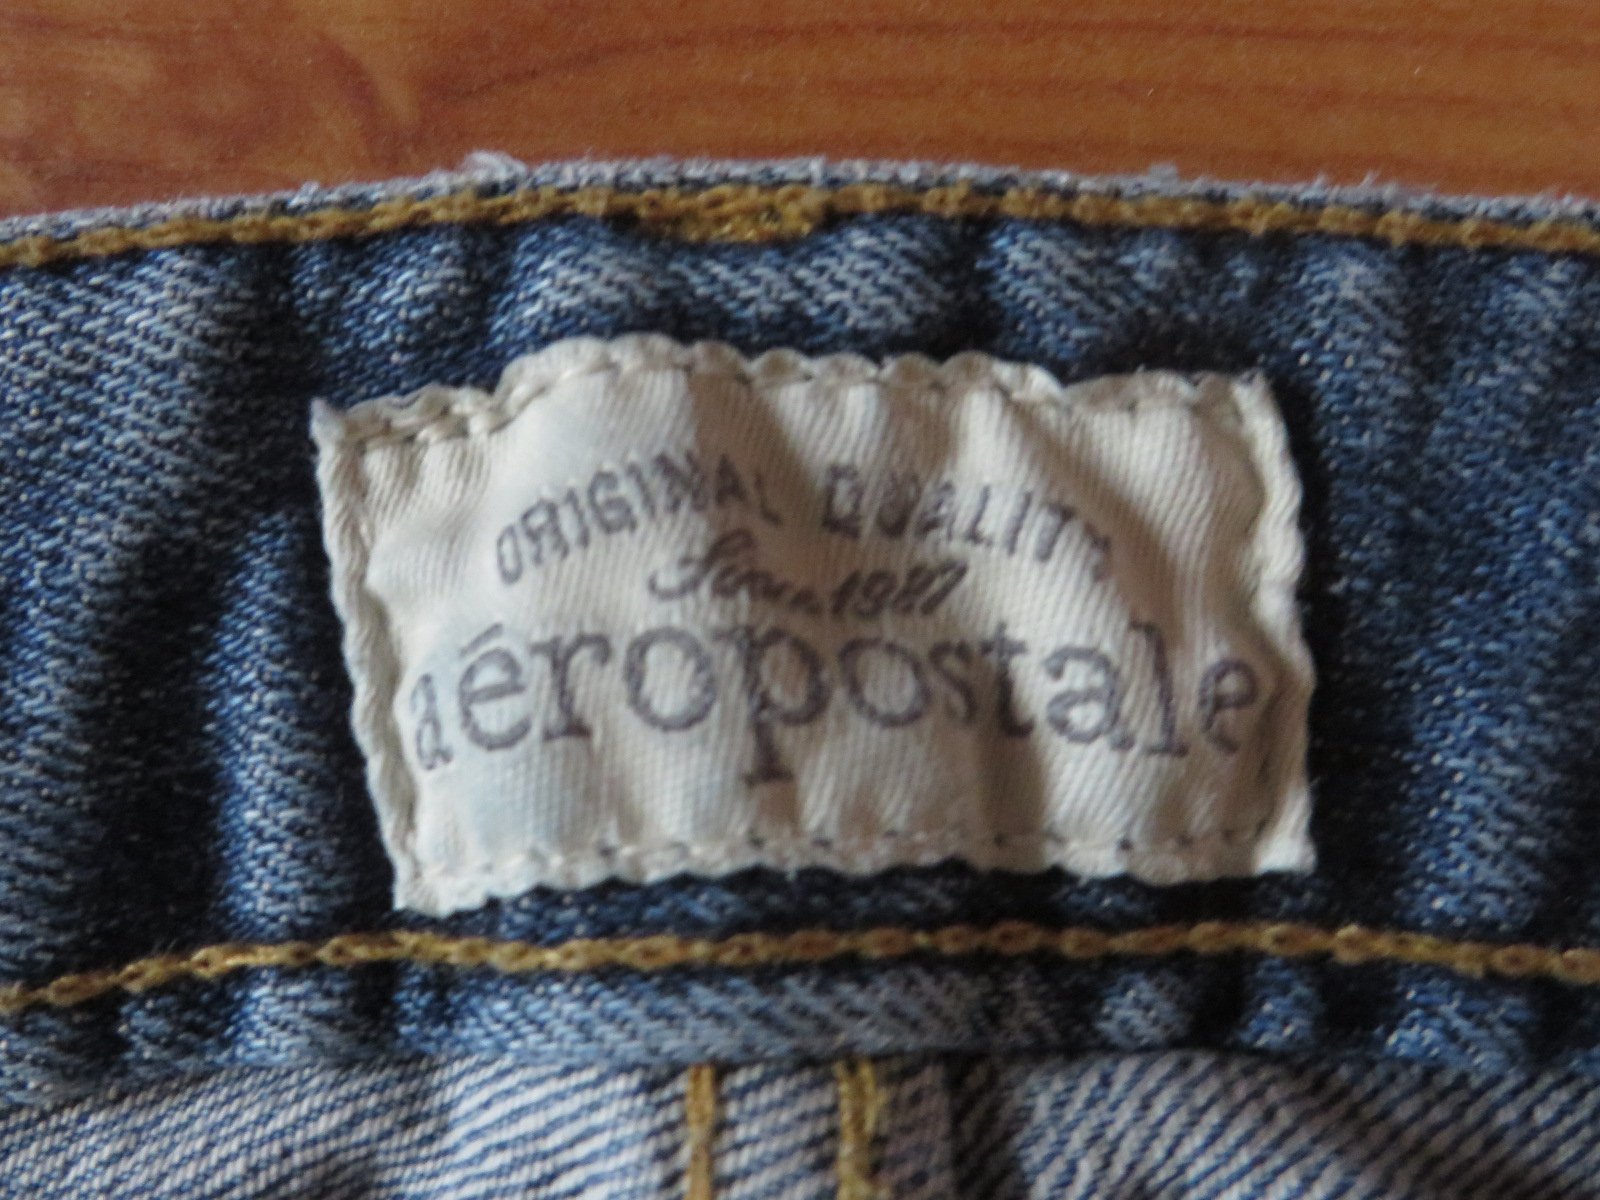 ORIGINAL QUALITY
Since 1987
aéropostale